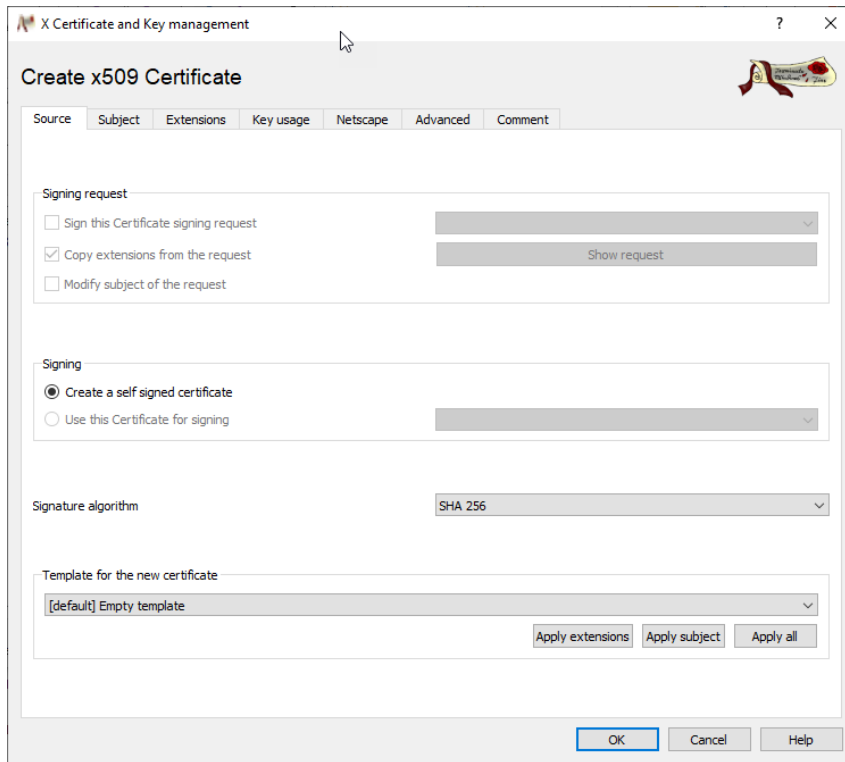 X Certificate and Key management
?
Create x509 Certificate
Source Subject Extensions Key usage Netscape Advanced Comment
Signing request
Sign this Certificate signing request
Copy extensions from the request Show request
Modify subject of the request
Signing
Create a self signed certificate
Use this Certificate for signing
Signature algorithm SHA 256
Template for the new certificate
[default] Empty template
Apply extensions Apply subject Apply all
OK Cancel Help